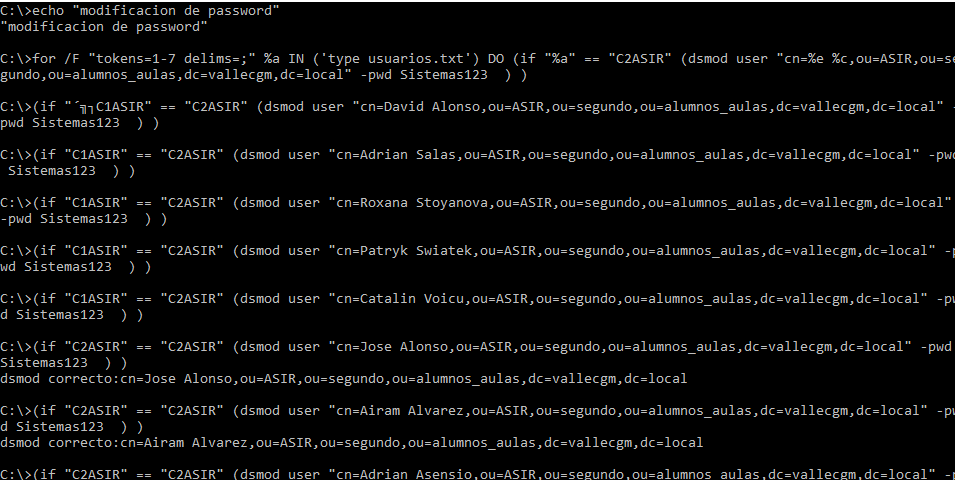 C:\>echo "modificacion de password"
"modificacion de password"
C:\>for /F "tokens=1-7 delims=;" %a IN ('type usuarios.txt') DO (if "%a" == "C2ASIR" (dsmod user "cn=%e %c,ou=ASIR,ou=se
gundo,ou=alumnos_aulas,dc=vallecgm,dc=local" -pwd Sistemas123  ) )
C:\>(if "´╗┐C1ASIR" == "C2ASIR" (dsmod user "cn=David Alonso,ou=ASIR,ou=segundo,ou=alumnos_aulas,dc=vallecgm,dc=local" -
pwd Sistemas123  ) )
C:\>(if "C1ASIR" == "C2ASIR" (dsmod user "cn=Adrian Salas,ou=ASIR,ou=segundo,ou=alumnos_aulas,dc=vallecgm,dc=local" -pwd
 Sistemas123  ) )
C:\>(if "C1ASIR" == "C2ASIR" (dsmod user "cn=Roxana Stoyanova,ou=ASIR,ou=segundo,ou=alumnos_aulas,dc=vallecgm,dc=local"
-pwd Sistemas123  ) )
C:\>(if "C1ASIR" == "C2ASIR" (dsmod user "cn=Patryk Swiatek,ou=ASIR,ou=segundo,ou=alumnos_aulas,dc=vallecgm,dc=local" -p
wd Sistemas123  ) )
C:\>(if "C1ASIR" == "C2ASIR" (dsmod user "cn=Catalin Voicu,ou=ASIR,ou=segundo,ou=alumnos_aulas,dc=vallecgm,dc=local" -pw
d Sistemas123  ) )
C:\>(if "C2ASIR" == "C2ASIR" (dsmod user "cn=Jose Alonso,ou=ASIR,ou=segundo,ou=alumnos_aulas,dc=vallecgm,dc=local" -pwd
Sistemas123  ) )
dsmod correcto:cn=Jose Alonso,ou=ASIR,ou=segundo,ou=alumnos_aulas,dc=vallecgm,dc=local
C:\>(if "C2ASIR" == "C2ASIR" (dsmod user "cn=Airam Alvarez,ou=ASIR,ou=segundo,ou=alumnos_aulas,dc=vallecgm,dc=local" -pw
d Sistemas123  ) )
dsmod correcto:cn=Airam Alvarez,ou=ASIR,ou=segundo,ou=alumnos_aulas,dc=vallecgm,dc=local
C:\>(if "C2ASIR" == "C2ASIR" (dsmod user "cn=Adrian Asensio,ou=ASIR,ou=segundo,ou=alumnos_aulas,dc=vallecgm,dc=local" -p